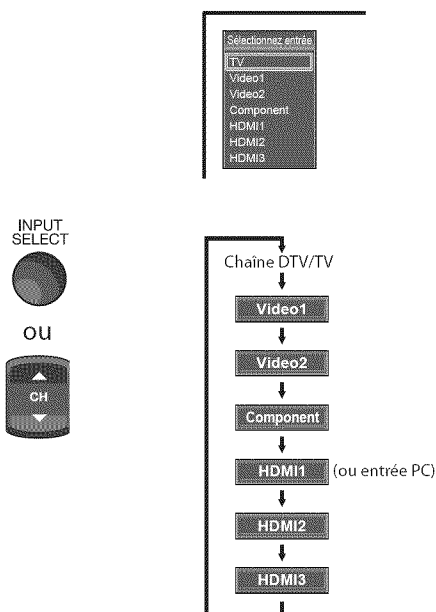 Sélectionnez entrée
TV
Video1
Video2
Component
HDMI1
HDMI2
HDMI3
INPUT
SELECT
ou
CH
Chaîne DTV/TV
Video1
Video2
Component
HDMI1 (ou entrée PC)
HDMI2
HDMI3